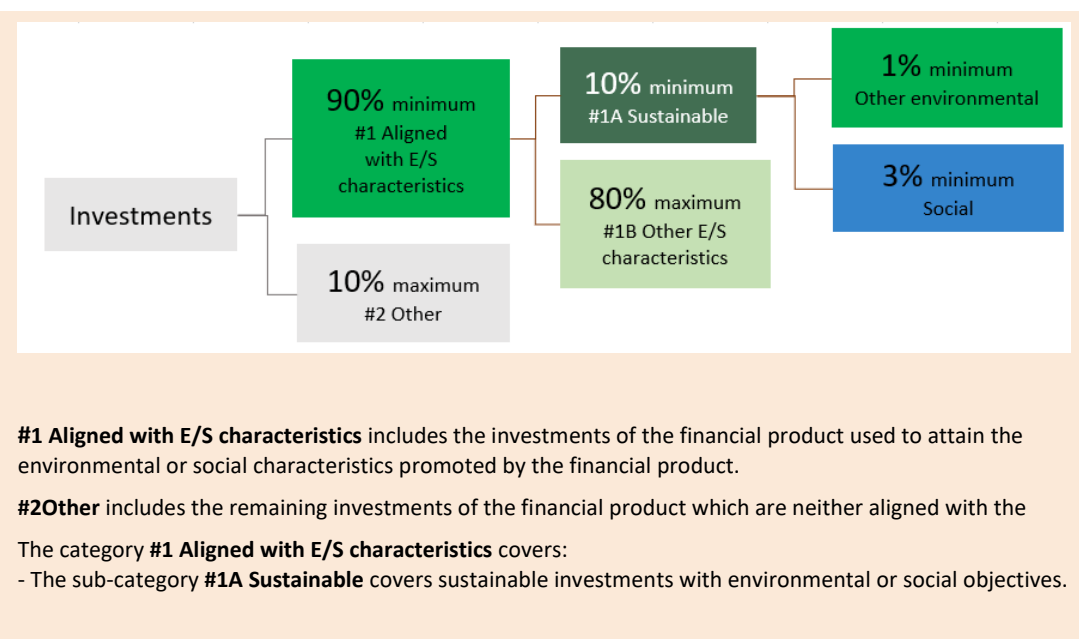 Investments
90% minimum
#1 Aligned
with E/S
characteristics
10% maximum
#2 Other
10% minimum
#1A Sustainable
80% maximum
#1B Other E/S
characteristics
1% minimum
Other environmental
3% minimum
Social
#1 Aligned with E/S characteristics includes the investments of the financial product used to attain the
environmental or social characteristics promoted by the financial product.
#2Other includes the remaining investments of the financial product which are neither aligned with the
The category #1 Aligned with E/S characteristics covers:
- The sub-category #1A Sustainable covers sustainable investments with environmental or social objectives.